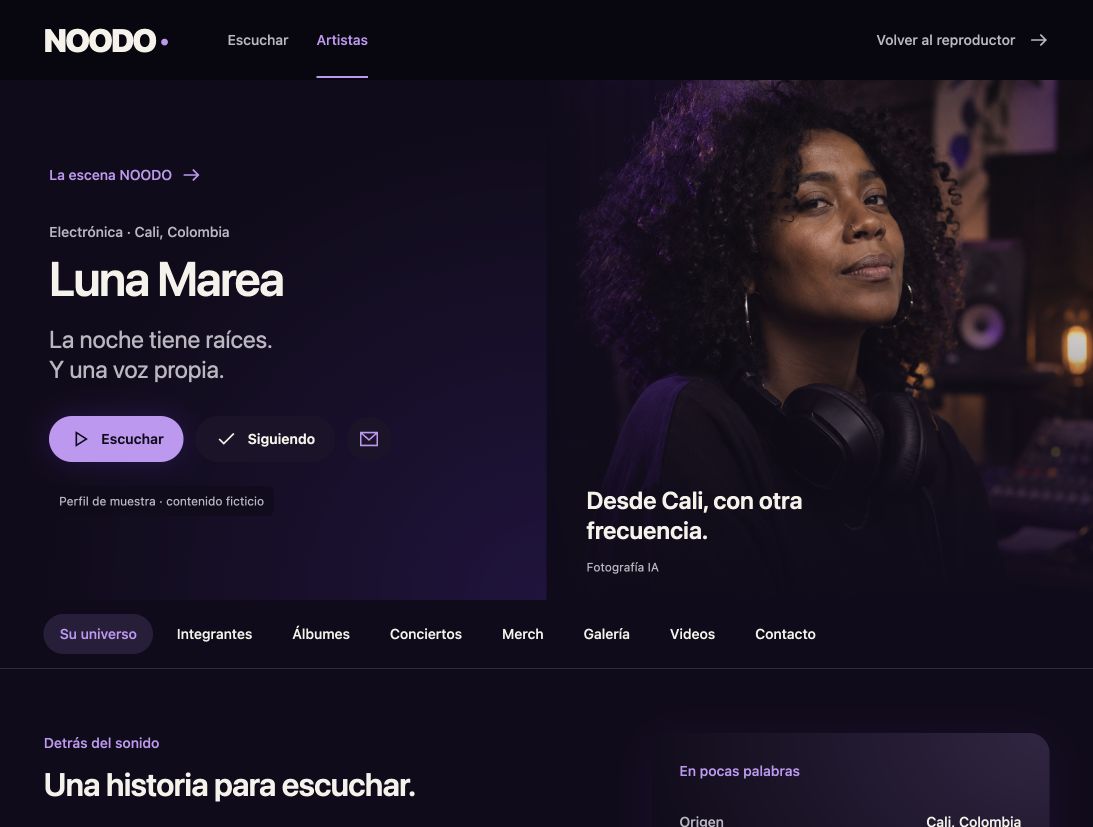 NOODO
Escuchar
Artistas
Volver al reproductor
La escena NOODO
Electrónica · Cali, Colombia
Luna Marea
La noche tiene raíces.
Y una voz propia.
Escuchar
Siguiendo
Perfil de muestra · contenido ficticio
Desde Cali, con otra
frecuencia.
Fotografía IA
Su universo
Integrantes
Álbumes
Conciertos
Merch
Galería
Videos
Contacto
Detrás del sonido
Una historia para escuchar.
En pocas palabras
Origen
Cali, Colombia